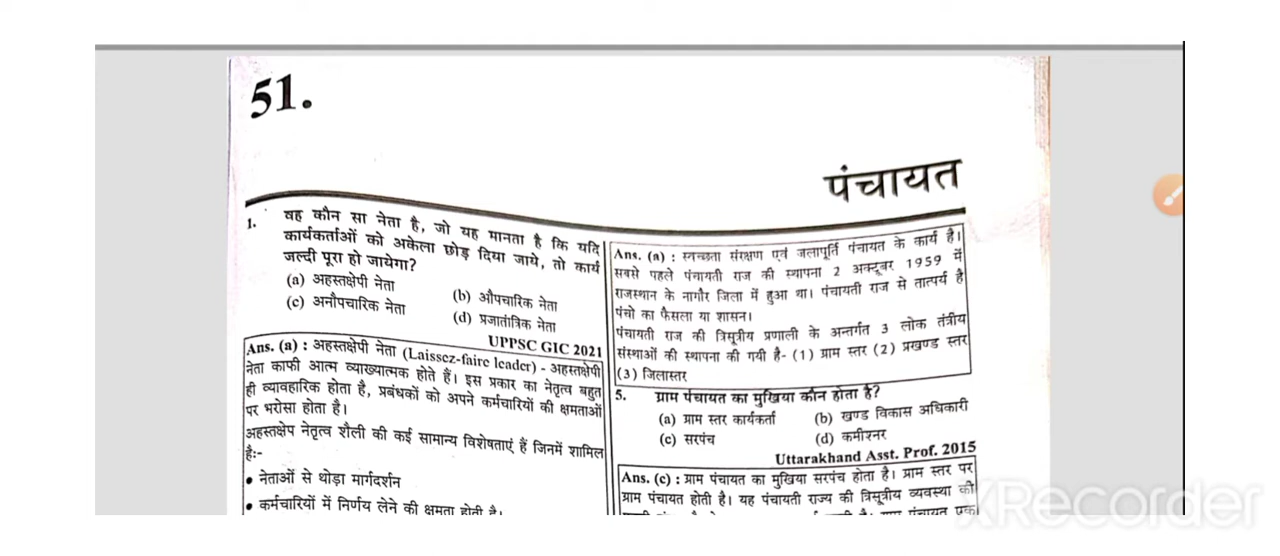 51.
पंचायत
1. वह कौन सा नेता है, जो यह मानता है कि यदि
कार्यकर्ताओं को अकेला छोड़ दिया जाये, तो कार्य
जल्दी पूरा हो जायेगा?
(a) अहस्तक्षेपी नेता (b) औपचारिक नेता
(c) अनौपचारिक नेता (d) प्रजातांत्रिक नेता
UPPSC GIC 2021
Ans. (a) : अहस्तक्षेपी नेता (Laissez-faire leader) - अहस्तक्षेपी
नेता काफी आत्म व्याख्यात्मक होते हैं। इस प्रकार का नेतृत्व बहुत
ही व्यावहारिक होता है, प्रबंधकों को अपने कर्मचारियों की क्षमताओं
पर भरोसा होता है।
अहस्तक्षेप नेतृत्व शैली की कई सामान्य विशेषताएं हैं जिनमें शामिल
है:-
• नेताओं से थोड़ा मार्गदर्शन
• कर्मचारियों में निर्णय लेने की क्षमता होती है।
Ans. (a) : स्वच्छता संरक्षण एवं जलापूर्ति पंचायत के कार्य है।
सबसे पहले पंचायती राज की स्थापना 2 अक्टूबर 1959 में
राजस्थान के नागौर जिला में हुआ था। पंचायती राज से तात्पर्य है
पंचो का फैसला या शासन।
पंचायती राज की त्रिसूत्रीय प्रणाली के अन्तर्गत 3 लोक तंत्रीय
संस्थाओं की स्थापना की गयी है- (1) ग्राम स्तर (2) प्रखण्ड स्तर
(3) जिलास्तर
5. ग्राम पंचायत का मुखिया कौन होता है?
(a) ग्राम स्तर कार्यकर्ता (b) खण्ड विकास अधिकारी
(c) सरपंच (d) कमीश्नर
Uttarakhand Asst. Prof. 2015
Ans. (c) : ग्राम पंचायत का मुखिया सरपंच होता है। ग्राम स्तर पर
ग्राम पंचायत होती है। यह पंचायती राज्य की त्रिसूत्रीय व्यवस्था की
ग्राम पंचायत एक
XRecorder